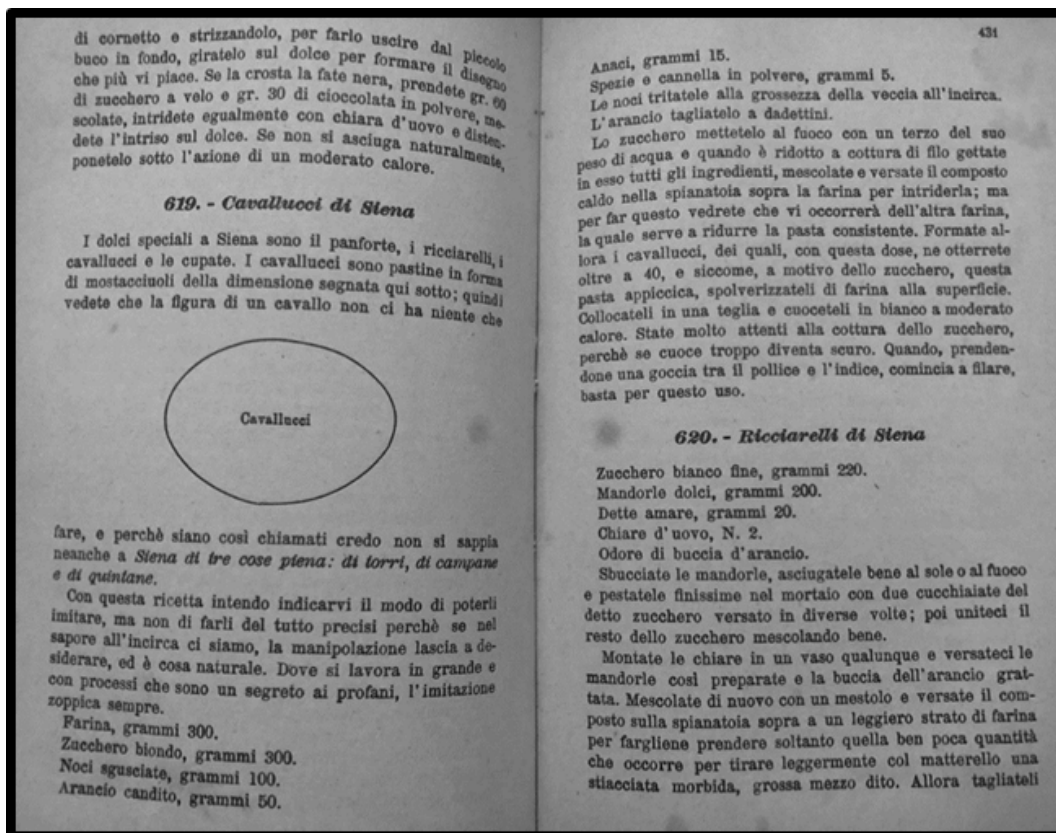 di cornetto e strizzandolo, per farlo uscire dal piccolo
buco in fondo, giratelo sul dolce per formare il disegno
che più vi piace. Se la crosta la fate nera, prendete gr. 60
di zucchero a velo e gr. 30 di cioccolata in polvere, me-
scolate, intridete egualmente con chiara d'uovo e disten-
dete l'intriso sul dolce. Se non si asciuga naturalmente,
ponetelo sotto l'azione di un moderato calore.
619. - Cavallucci di Siena
I dolci speciali a Siena sono il panforte, i ricciarelli, i
cavallucci e le cupate. I cavallucci sono pastine in forma
di mostacciuoli della dimensione segnata qui sotto; quindi
vedete che la figura di un cavallo non ci ha niente che
Cavallucci
fare, e perchè siano così chiamati credo non si sappia
neanche a Siena di tre cose piena: di torri, di campane
e di quintane.
Con questa ricetta intendo indicarvi il modo di poterli
imitare, ma non di farli del tutto precisi perchè se nel
sapore all'incirca ci siamo, la manipolazione lascia a de-
siderare, ed è cosa naturale. Dove si lavora in grande e
con processi che sono un segreto ai profani, l'imitazione
zoppica sempre.
Farina, grammi 300.
Zucchero biondo, grammi 300.
Noci sgusciate, grammi 100.
Arancio candito, grammi 50.
431
Anaci, grammi 15.
Spezie e cannella in polvere, grammi 5.
Le noci tritatele alla grossezza della veccia all'incirca.
L'arancio tagliatelo a dadettini.
Lo zucchero mettetelo al fuoco con un terzo del suo
peso di acqua e quando è ridotto a cottura di filo gettate
in esso tutti gli ingredienti, mescolate e versate il composto
caldo nella spianatoia sopra la farina per intriderla; ma
per far questo vedrete che vi occorrerà dell'altra farina,
la quale serve a ridurre la pasta consistente. Formate al-
lora i cavallucci, dei quali, con questa dose, ne otterrete
oltre a 40, e siccome, a motivo dello zucchero, questa
pasta appiccica, spolverizzateli di farina alla superficie.
Collocateli in una teglia e cuoceteli in bianco a moderato
calore. State molto attenti alla cottura dello zucchero,
perchè se cuoce troppo diventa scuro. Quando, prenden-
done una goccia tra il pollice e l'indice, comincia a filare,
basta per questo uso.
620. - Ricciarelli di Siena
Zucchero bianco fine, grammi 220.
Mandorle dolci, grammi 200.
Dette amare, grammi 20.
Chiare d'uovo, N. 2.
Odore di buccia d'arancio.
Sbucciate le mandorle, asciugatele bene al sole o al fuoco
e pestatele finissime nel mortaio con due cucchiaiate del
detto zucchero versato in diverse volte; poi uniteci il
resto dello zucchero mescolando bene.
Montate le chiare in un vaso qualunque e versateci le
mandorle così preparate e la buccia dell'arancio grat-
tata. Mescolate di nuovo con un mestolo e versate il com-
posto sulla spianatoia sopra a un leggiero strato di farina
per fargliene prendere soltanto quella ben poca quantità
che occorre per tirare leggermente col matterello una
stiacciata morbida, grossa mezzo dito. Allora tagliateli